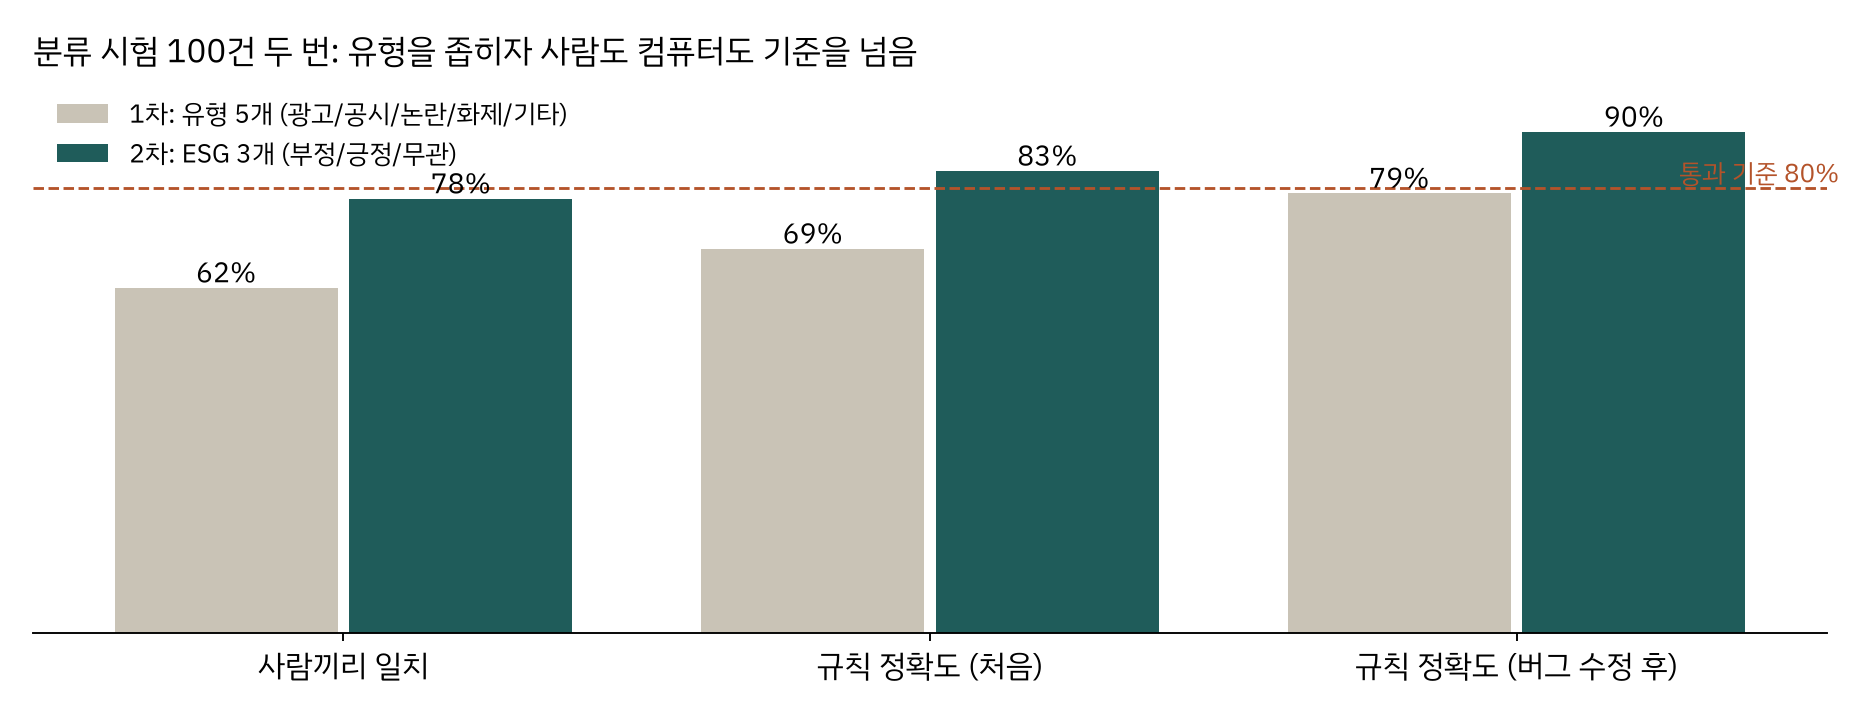 분류 시험 100건 두 번: 유형을 좁히자 사람도 컴퓨터도 기준을 넘음
1차: 유형 5개 (광고/공시/논란/화제/기타)
2차: ESG 3개 (부정/긍정/무관)
62%
78%
69%
83%
79%
90%
통과 기준 80%
사람끼리 일치
규칙 정확도 (처음)
규칙 정확도 (버그 수정 후)